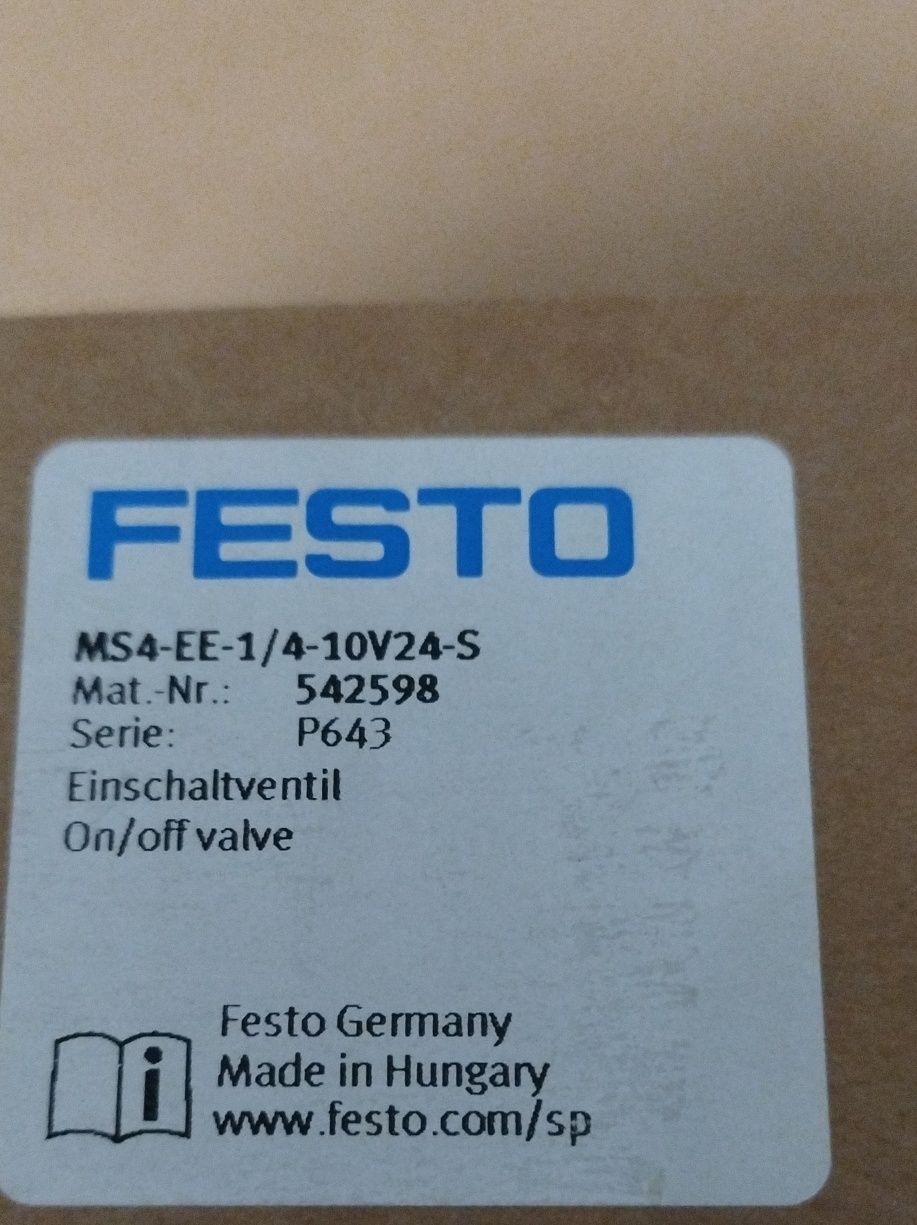 FESTO
MS4-EE-1/4-10V24-S
Mat.-Nr.: 542598
Serie: P643
Einschaltventil
On/off valve
Festo Germany
Made in Hungary
www.festo.com/sp